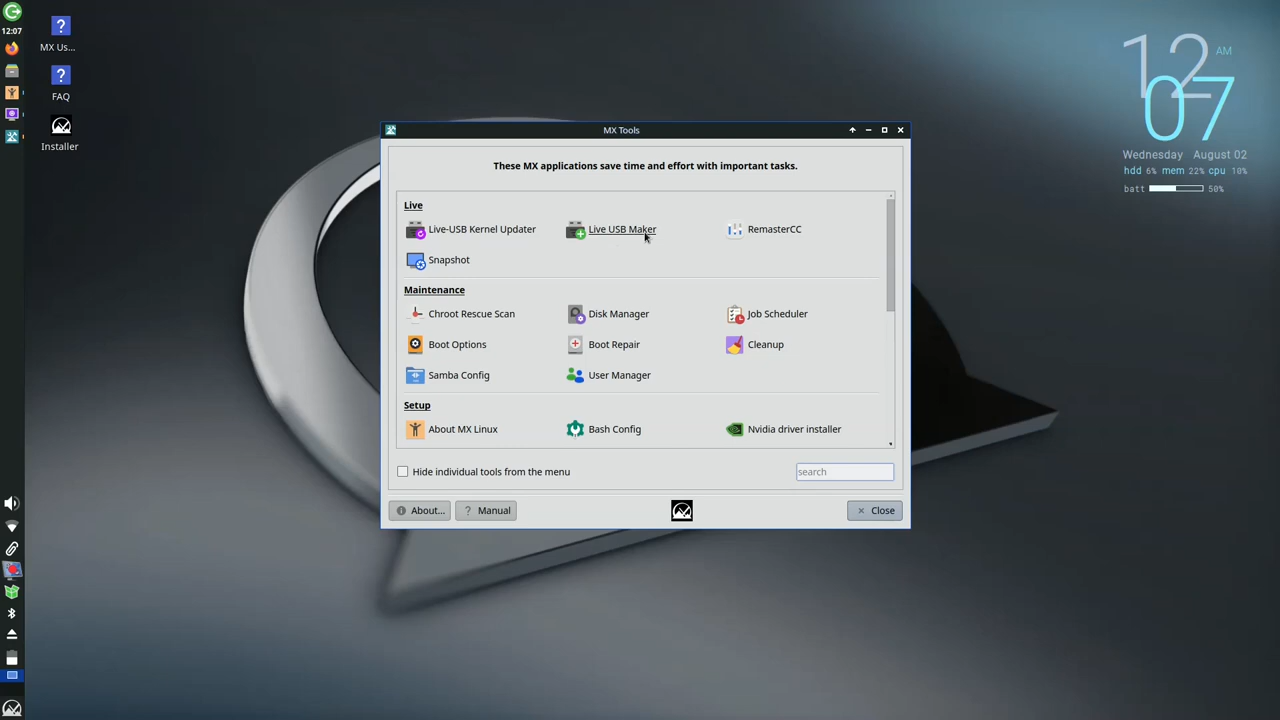 12:07
MX Us...
FAQ
Installer
MX Tools
These MX applications save time and effort with important tasks.
Live
Live-USB Kernel Updater
Live USB Maker
RemasterCC
Snapshot
Maintenance
Chroot Rescue Scan
Disk Manager
Job Scheduler
Boot Options
Boot Repair
Cleanup
Samba Config
User Manager
Setup
About MX Linux
Bash Config
Nvidia driver installer
Hide individual tools from the menu
search
About...
? Manual
Close
12 AM
07
Wednesday August 02
hdd 6% mem 22% cpu 10%
batt 50%